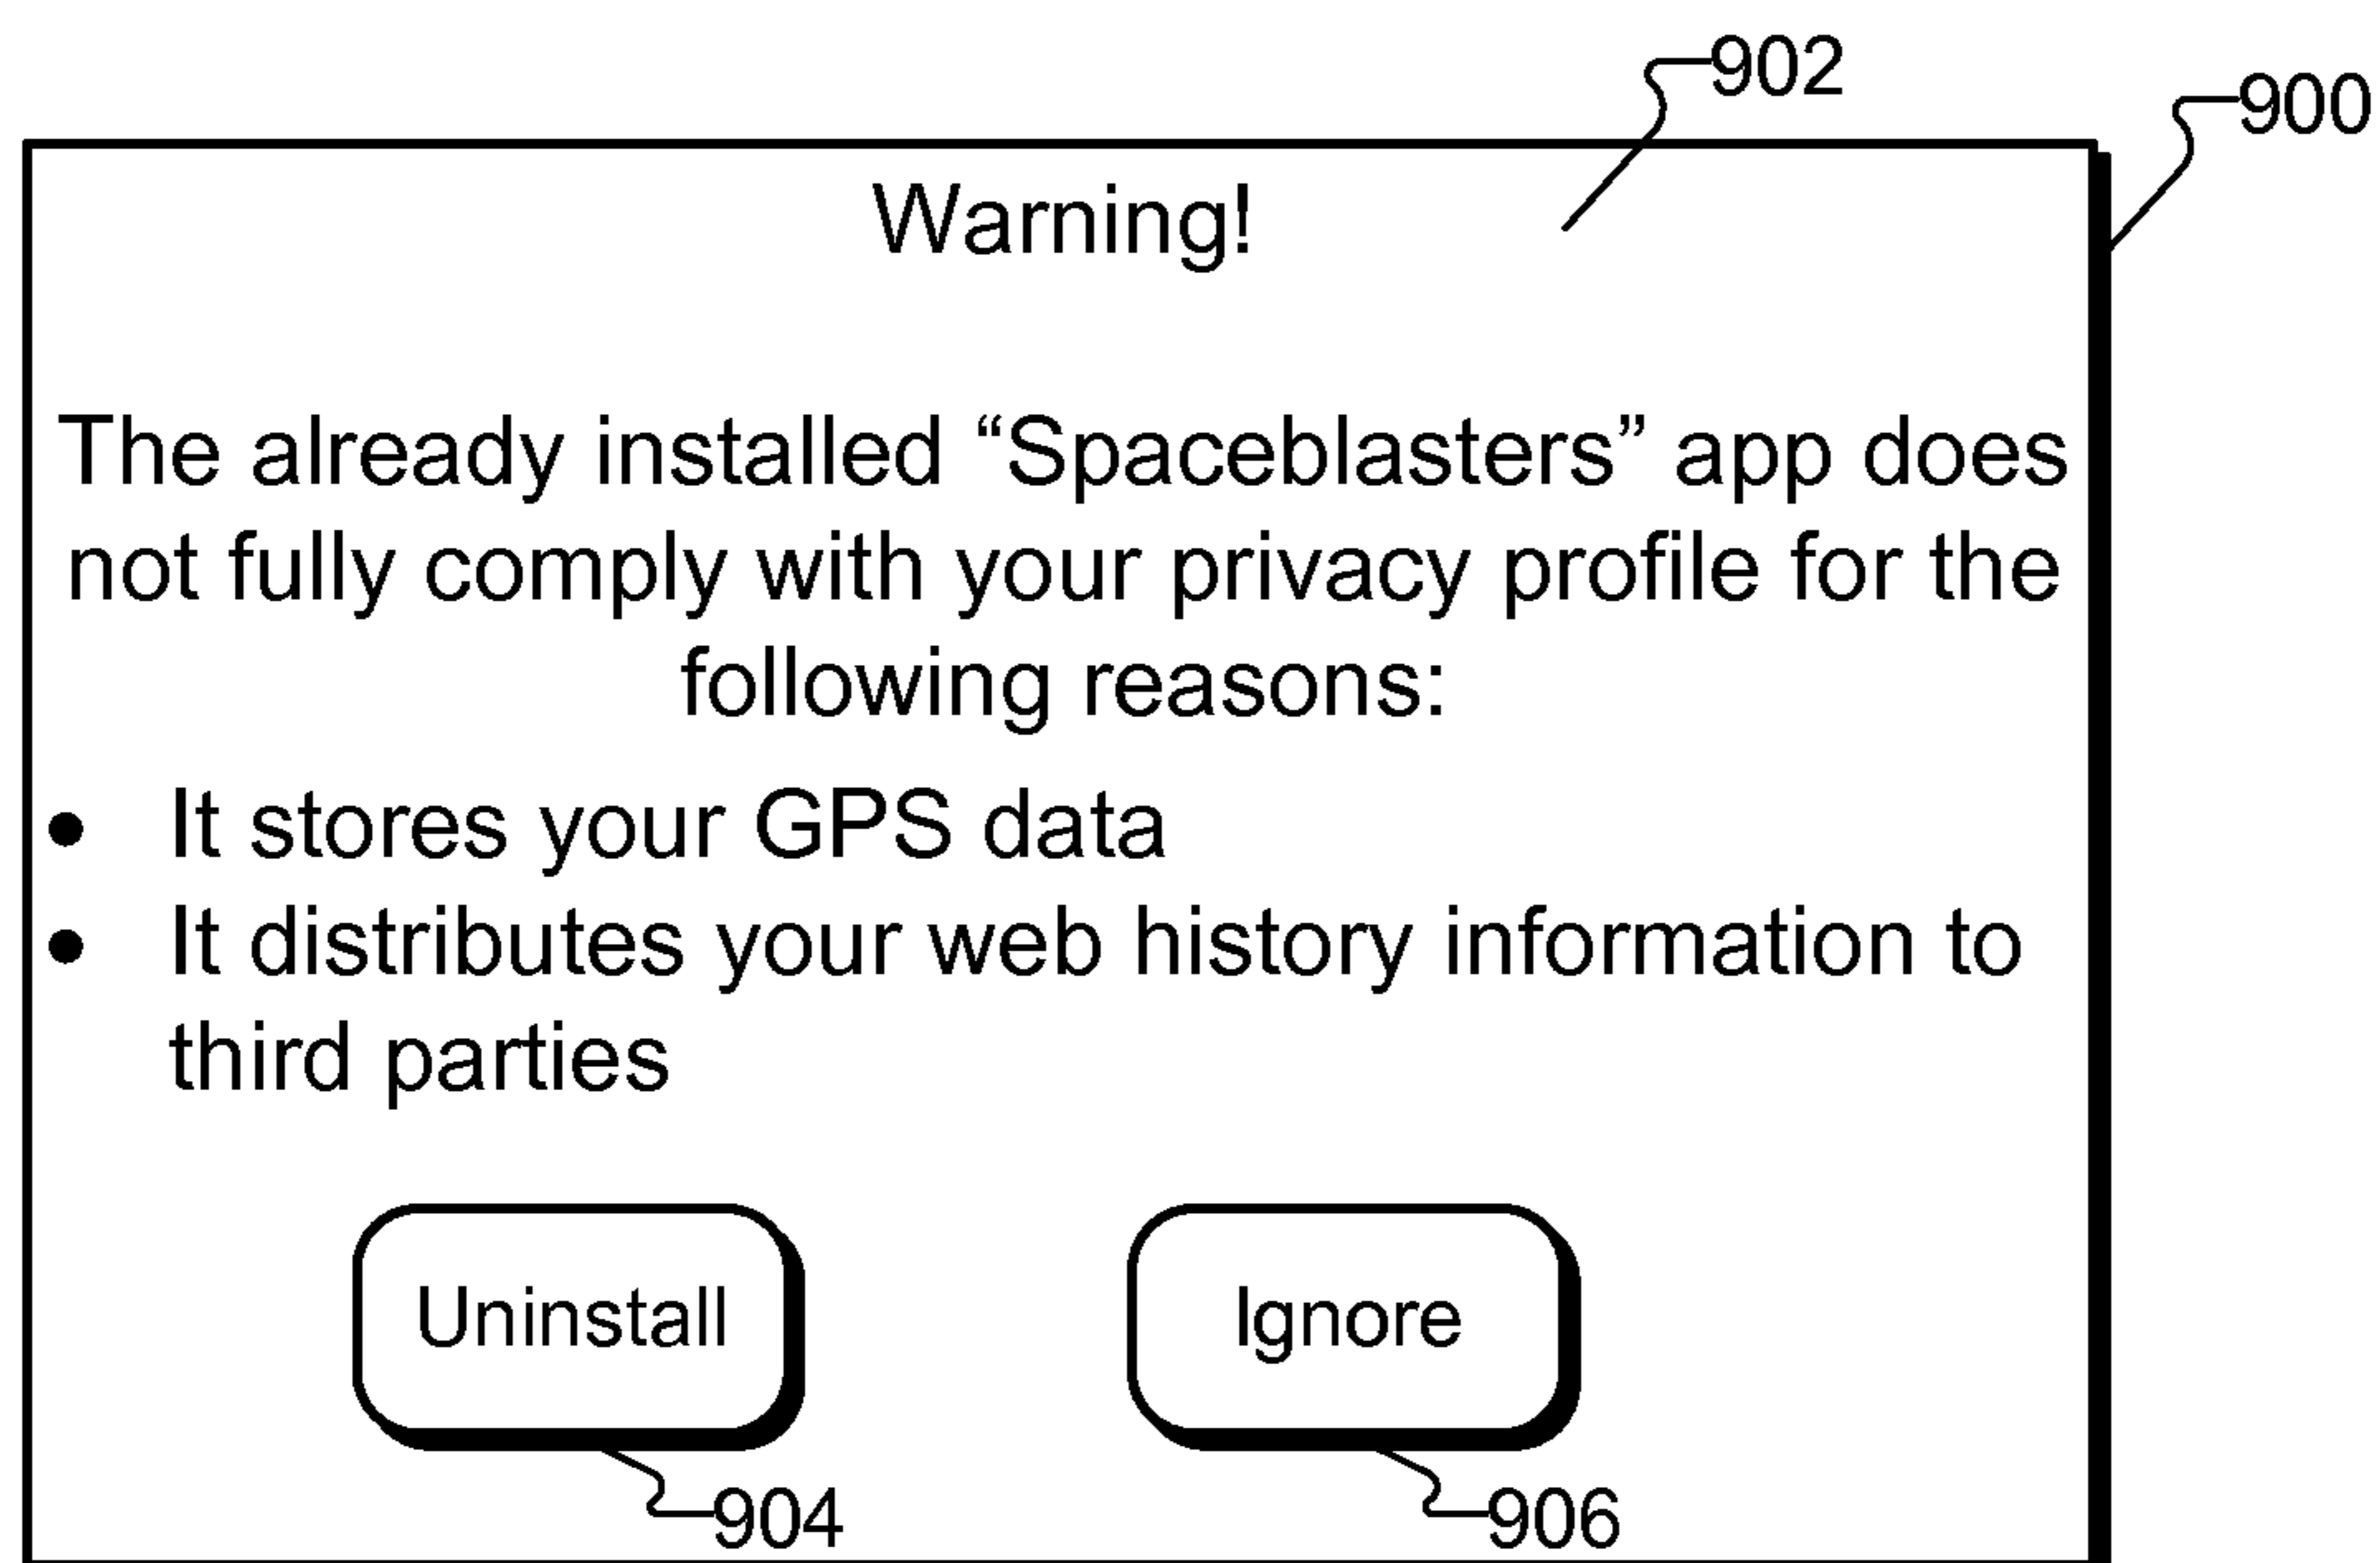 902
900
Warning!
The already installed “Spaceblasters” app does
not fully comply with your privacy profile for the
following reasons:
• It stores your GPS data
• It distributes your web history information to
third parties
Uninstall Ignore
904 906